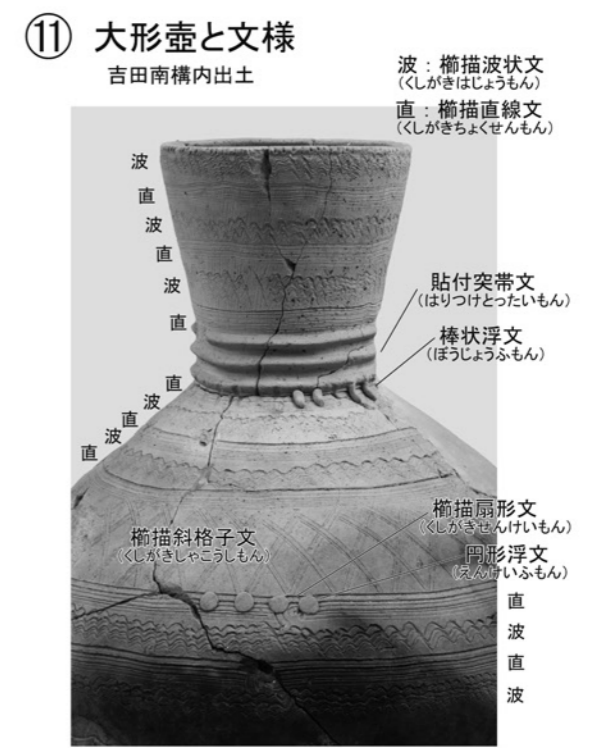 ⑪ 大形壺と文様
吉田南構内出土
波：櫛描波状文
(くしがきはじょうもん)
直：櫛描直線文
(くしがきちょくせんもん)
波
直
波
直
波
直
直
波
直
波
直
貼付突帯文
(はりつけとったいもん)
棒状浮文
(ぼうじょうふもん)
櫛描扇形文
(くしがきせんけいもん)
櫛描斜格子文
(くしがきしゃこうしもん)
円形浮文
(えんけいふもん)
直
波
直
波